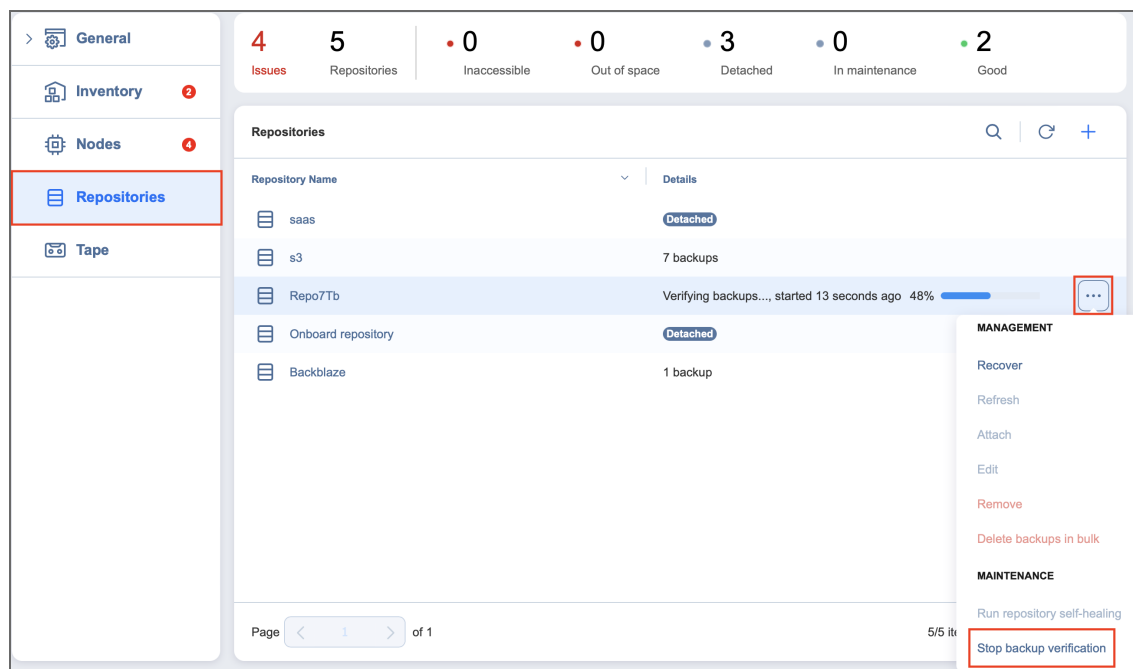 General
Inventory 2
Nodes 4
Repositories
Tape
4 5 0 0 3 0 2
Issues Repositories Inaccessible Out of space Detached In maintenance Good
Repositories
Repository Name Details
saas Detached
s3 7 backups
Repo7Tb Verifying backups..., started 13 seconds ago 48%
Onboard repository Detached
Backblaze 1 backup
MANAGEMENT
Recover
Refresh
Attach
Edit
Remove
Delete backups in bulk
MAINTENANCE
Run repository self-healing
Stop backup verification
Page 1 of 1 5/5